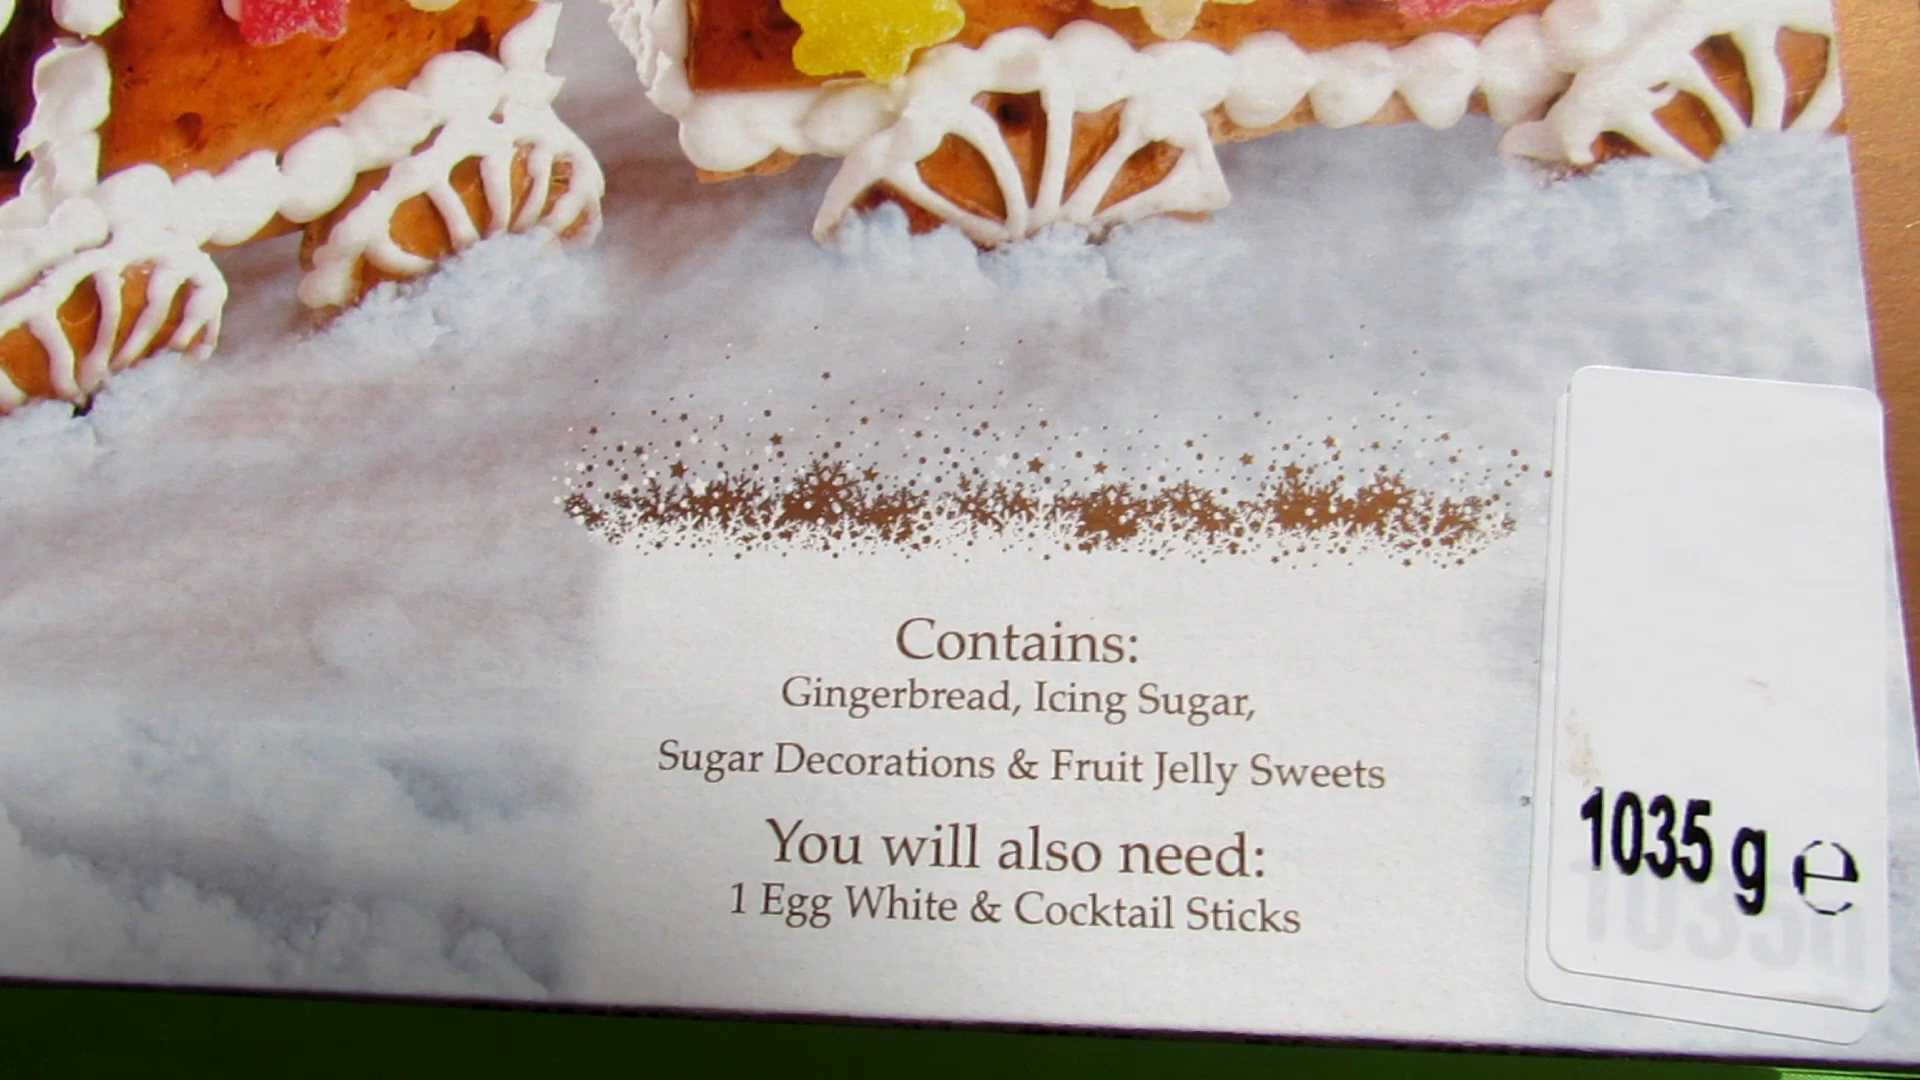 Contains:
Gingerbread, Icing Sugar,
Sugar Decorations & Fruit Jelly Sweets
You will also need:
1 Egg White & Cocktail Sticks
1035 g ℮
1035g